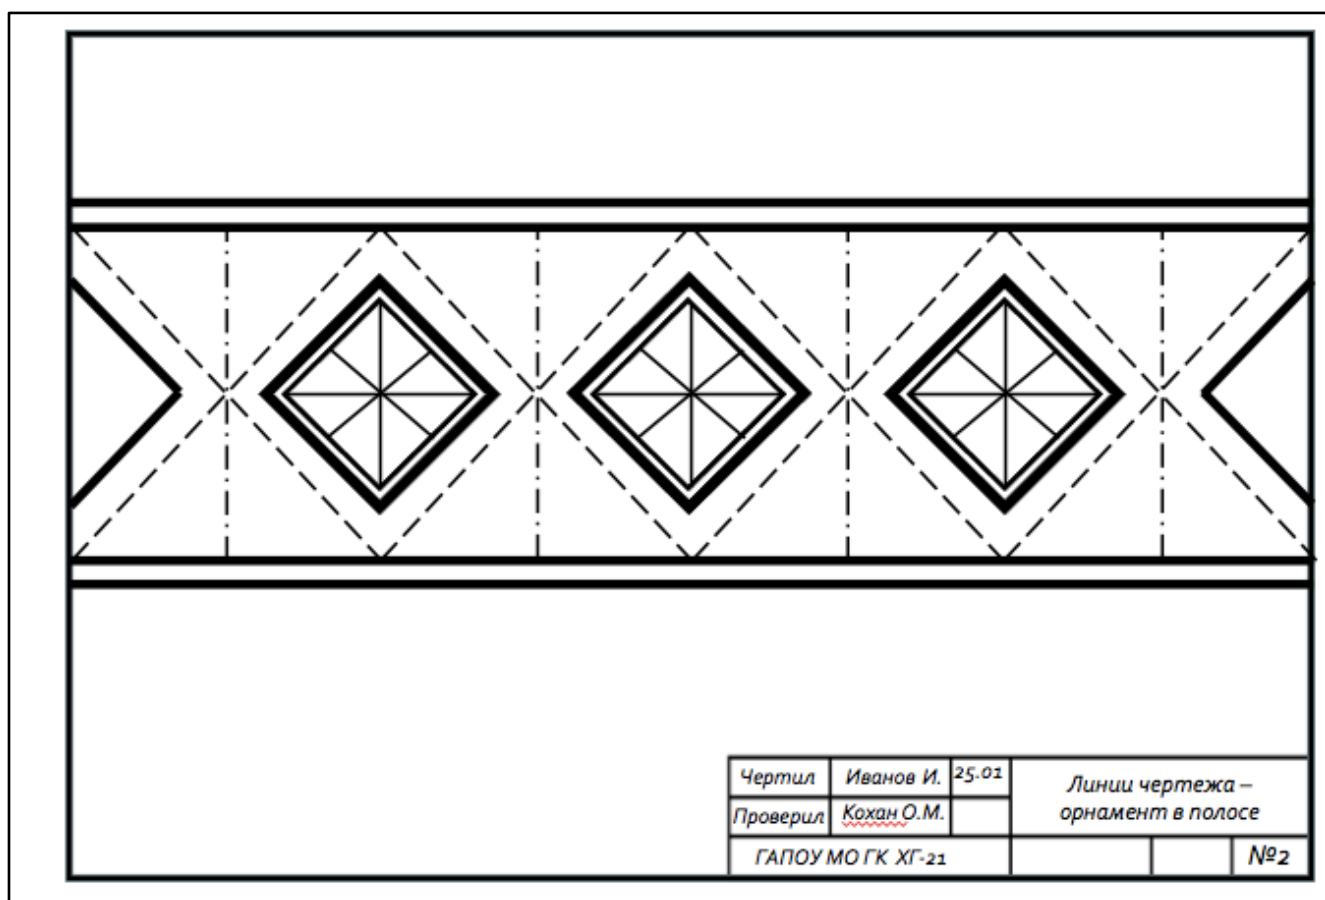 Чертил Иванов И. 25.01
Линии чертежа –
орнамент в полосе
Проверил Кохан О.М.
ГАПОУ МО ГК ХГ-21
№2